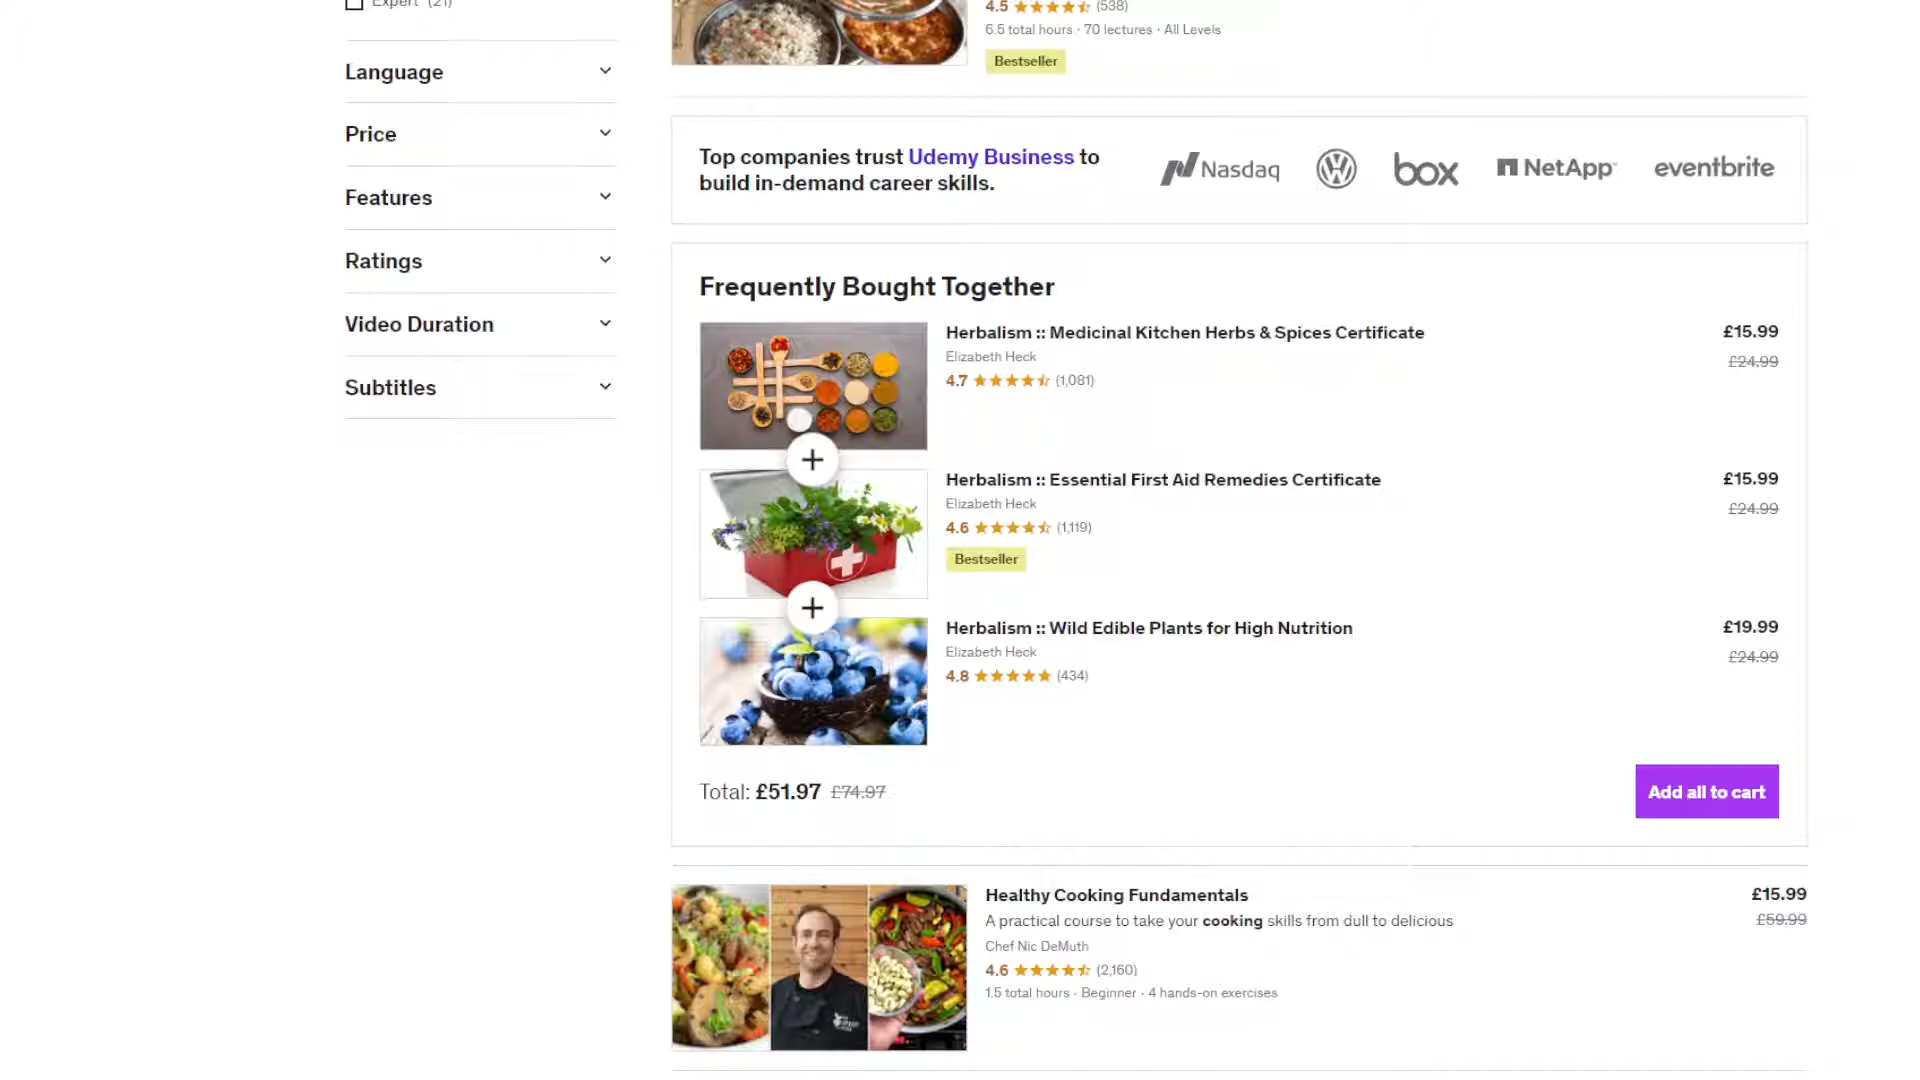 Expert (21)
Language
Price
Features
Ratings
Video Duration
Subtitles
4.5 (538)
6.5 total hours · 70 lectures · All Levels
Bestseller
Top companies trust Udemy Business to
build in-demand career skills.
Nasdaq
box
NetApp
eventbrite
Frequently Bought Together
Herbalism :: Medicinal Kitchen Herbs & Spices Certificate
£15.99
Elizabeth Heck
£24.99
4.7 (1,081)
Herbalism :: Essential First Aid Remedies Certificate
£15.99
Elizabeth Heck
£24.99
4.6 (1,119)
Bestseller
Herbalism :: Wild Edible Plants for High Nutrition
£19.99
Elizabeth Heck
£24.99
4.8 (434)
Total: £51.97 £74.97
Add all to cart
Healthy Cooking Fundamentals
£15.99
A practical course to take your cooking skills from dull to delicious
£59.99
Chef Nic DeMuth
4.6 (2,160)
1.5 total hours · Beginner · 4 hands-on exercises